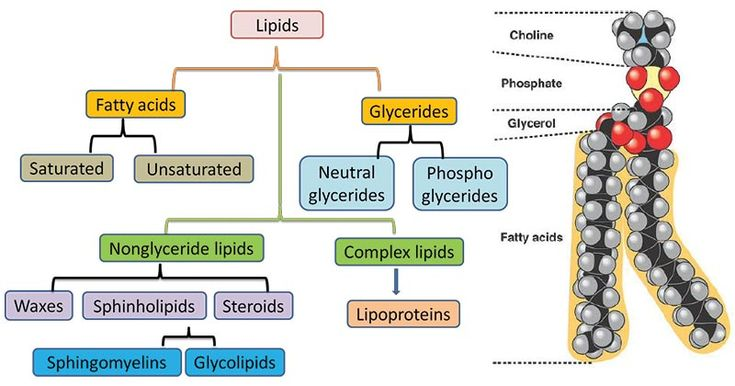 Lipids
Fatty acids
Glycerides
Saturated
Unsaturated
Neutral
glycerides
Phospho
glycerides
Nonglyceride lipids
Complex lipids
Waxes
Sphinholipids
Steroids
Lipoproteins
Sphingomyelins
Glycolipids
Choline
Phosphate
Glycerol
Fatty acids